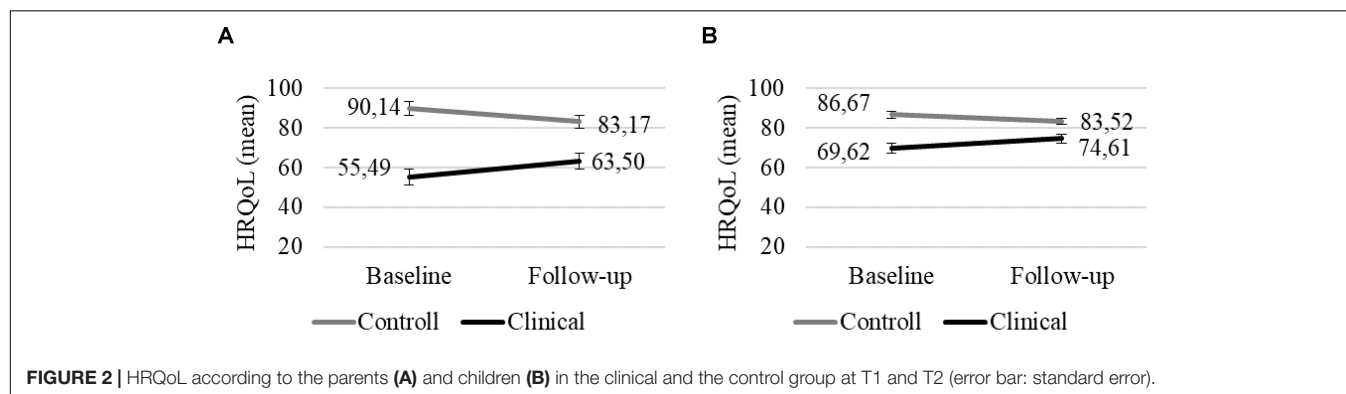 A
HRQoL (mean)
100
80
60
40
20
90,14
83,17
55,49
63,50
Baseline Follow-up
Controll Clinical
B
HRQoL (mean)
100
80
60
40
20
86,67
83,52
69,62
74,61
Baseline Follow-up
Controll Clinical
FIGURE 2 | HRQoL according to the parents (A) and children (B) in the clinical and the control group at T1 and T2 (error bar: standard error).